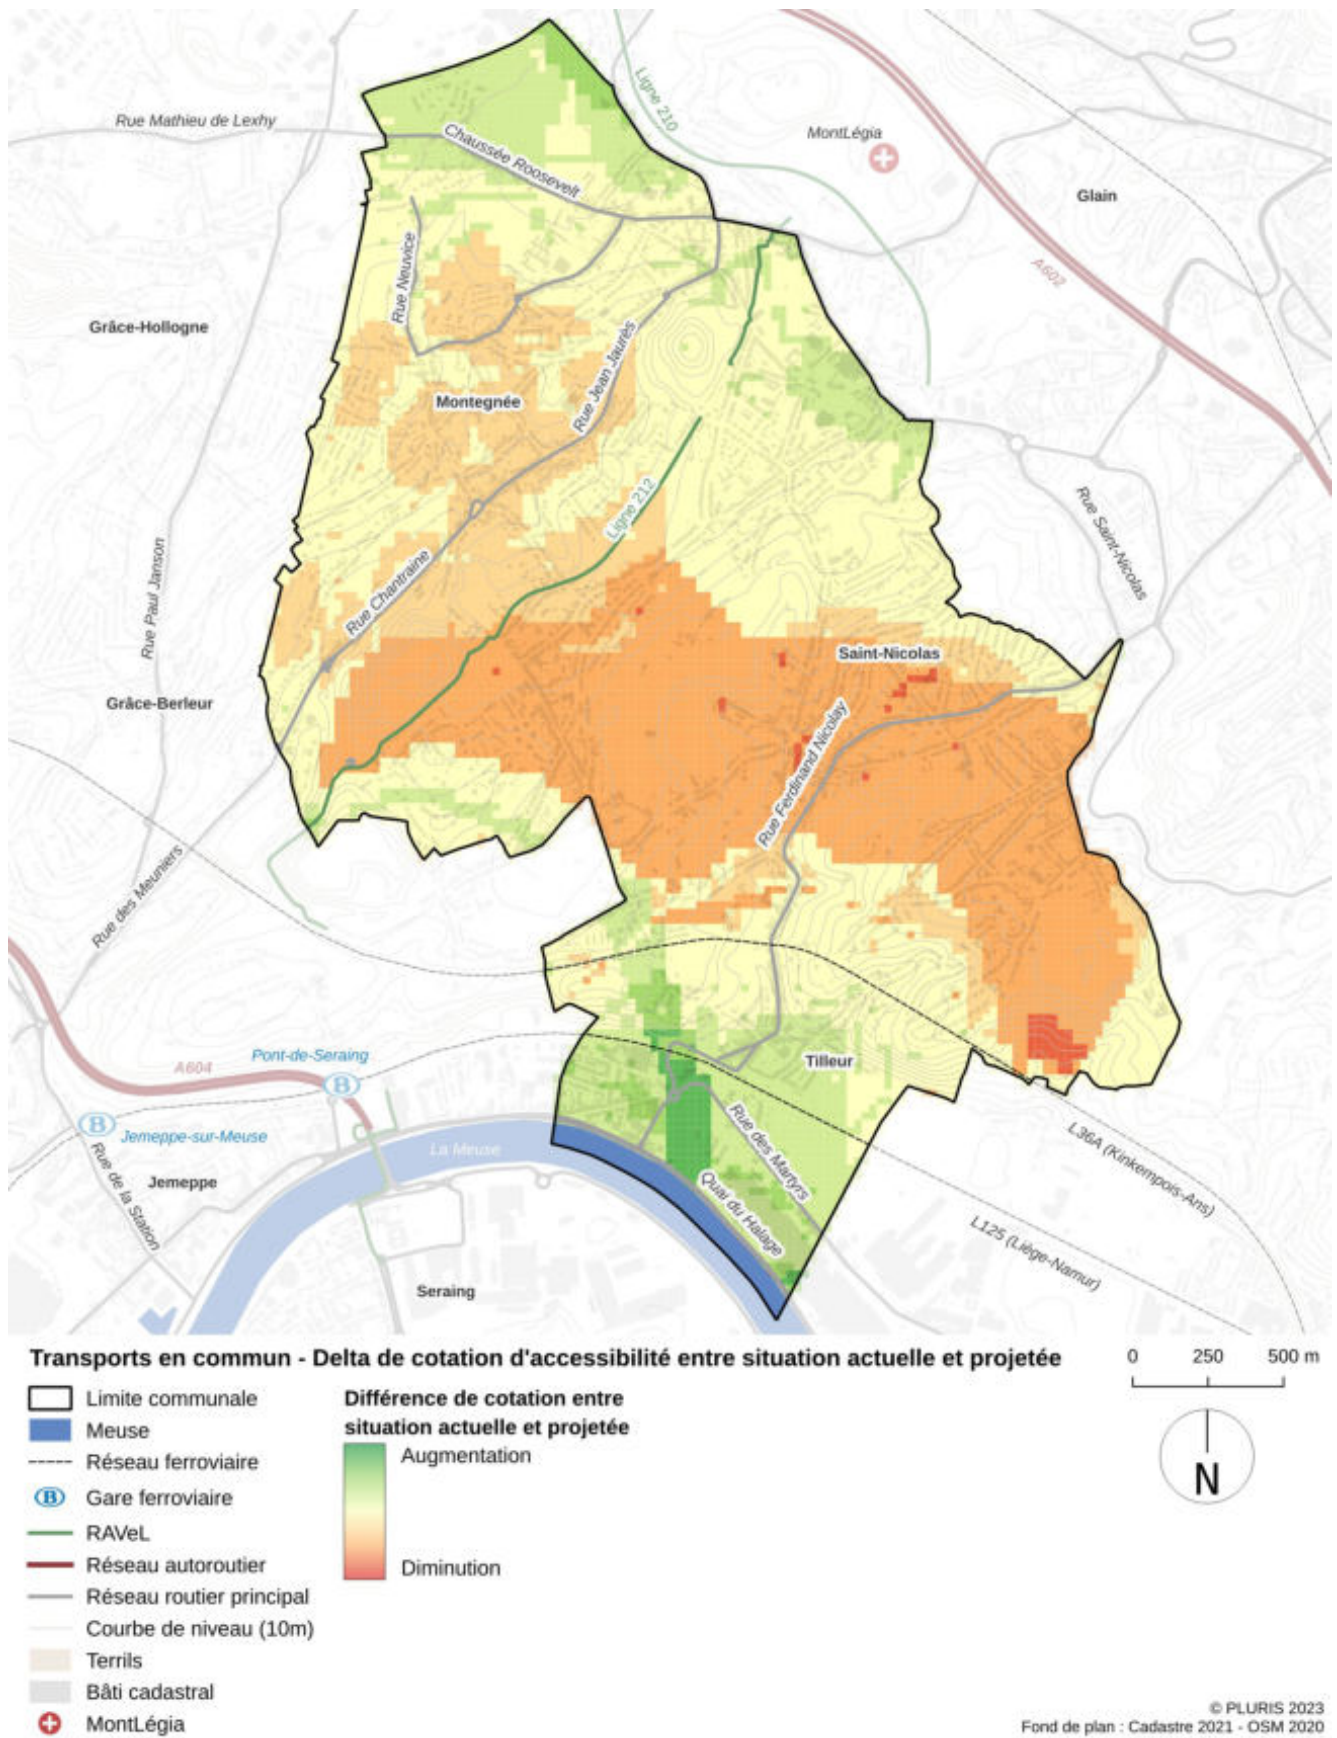 Ligne 210
Rue Mathieu de Lexhy
MontLégia
Chaussée Roosevelt
Glain
Rue Neuvice
A602
Grâce-Hollogne
Rue Jean Jaurès
Montegnée
Ligne 212
Rue Saint-Nicolas
Rue Paul Janson
Rue Chantraine
Saint-Nicolas
Grâce-Berleur
Rue Ferdinand Nicolay
Rue des Meuniers
Pont-de-Seraing
A604
Tilleur
Jemeppe-sur-Meuse
La Meuse
Rue des Martyrs
L36A (Kinkempois-Ans)
Jemeppe
Rue de la Station
Quai du Halage
L125 (Liège-Namur)
Seraing
Transports en commun - Delta de cotation d'accessibilité entre situation actuelle et projetée
0 250 500 m
Limite communale
Meuse
Réseau ferroviaire
B Gare ferroviaire
RAVeL
Réseau autoroutier
Réseau routier principal
Courbe de niveau (10m)
Terrils
Bâti cadastral
MontLégia
Différence de cotation entre
situation actuelle et projetée
Augmentation
Diminution
N
© PLURIS 2023
Fond de plan : Cadastre 2021 - OSM 2020